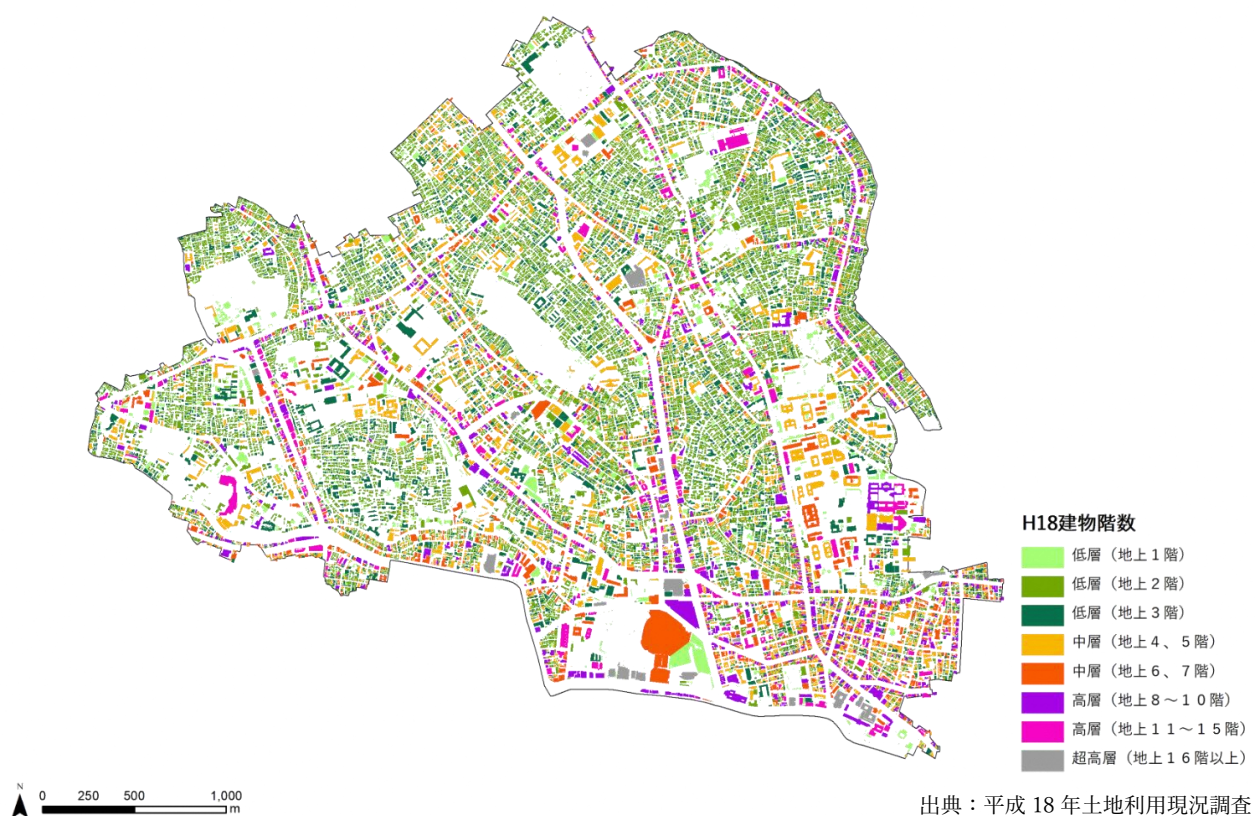 H18建物階数
低層（地上１階）
低層（地上２階）
低層（地上３階）
中層（地上４、５階）
中層（地上６、７階）
高層（地上８～１０階）
高層（地上１１～１５階）
超高層（地上１６階以上）
N
0 250 500 1,000
m
出典：平成 18 年土地利用現況調査